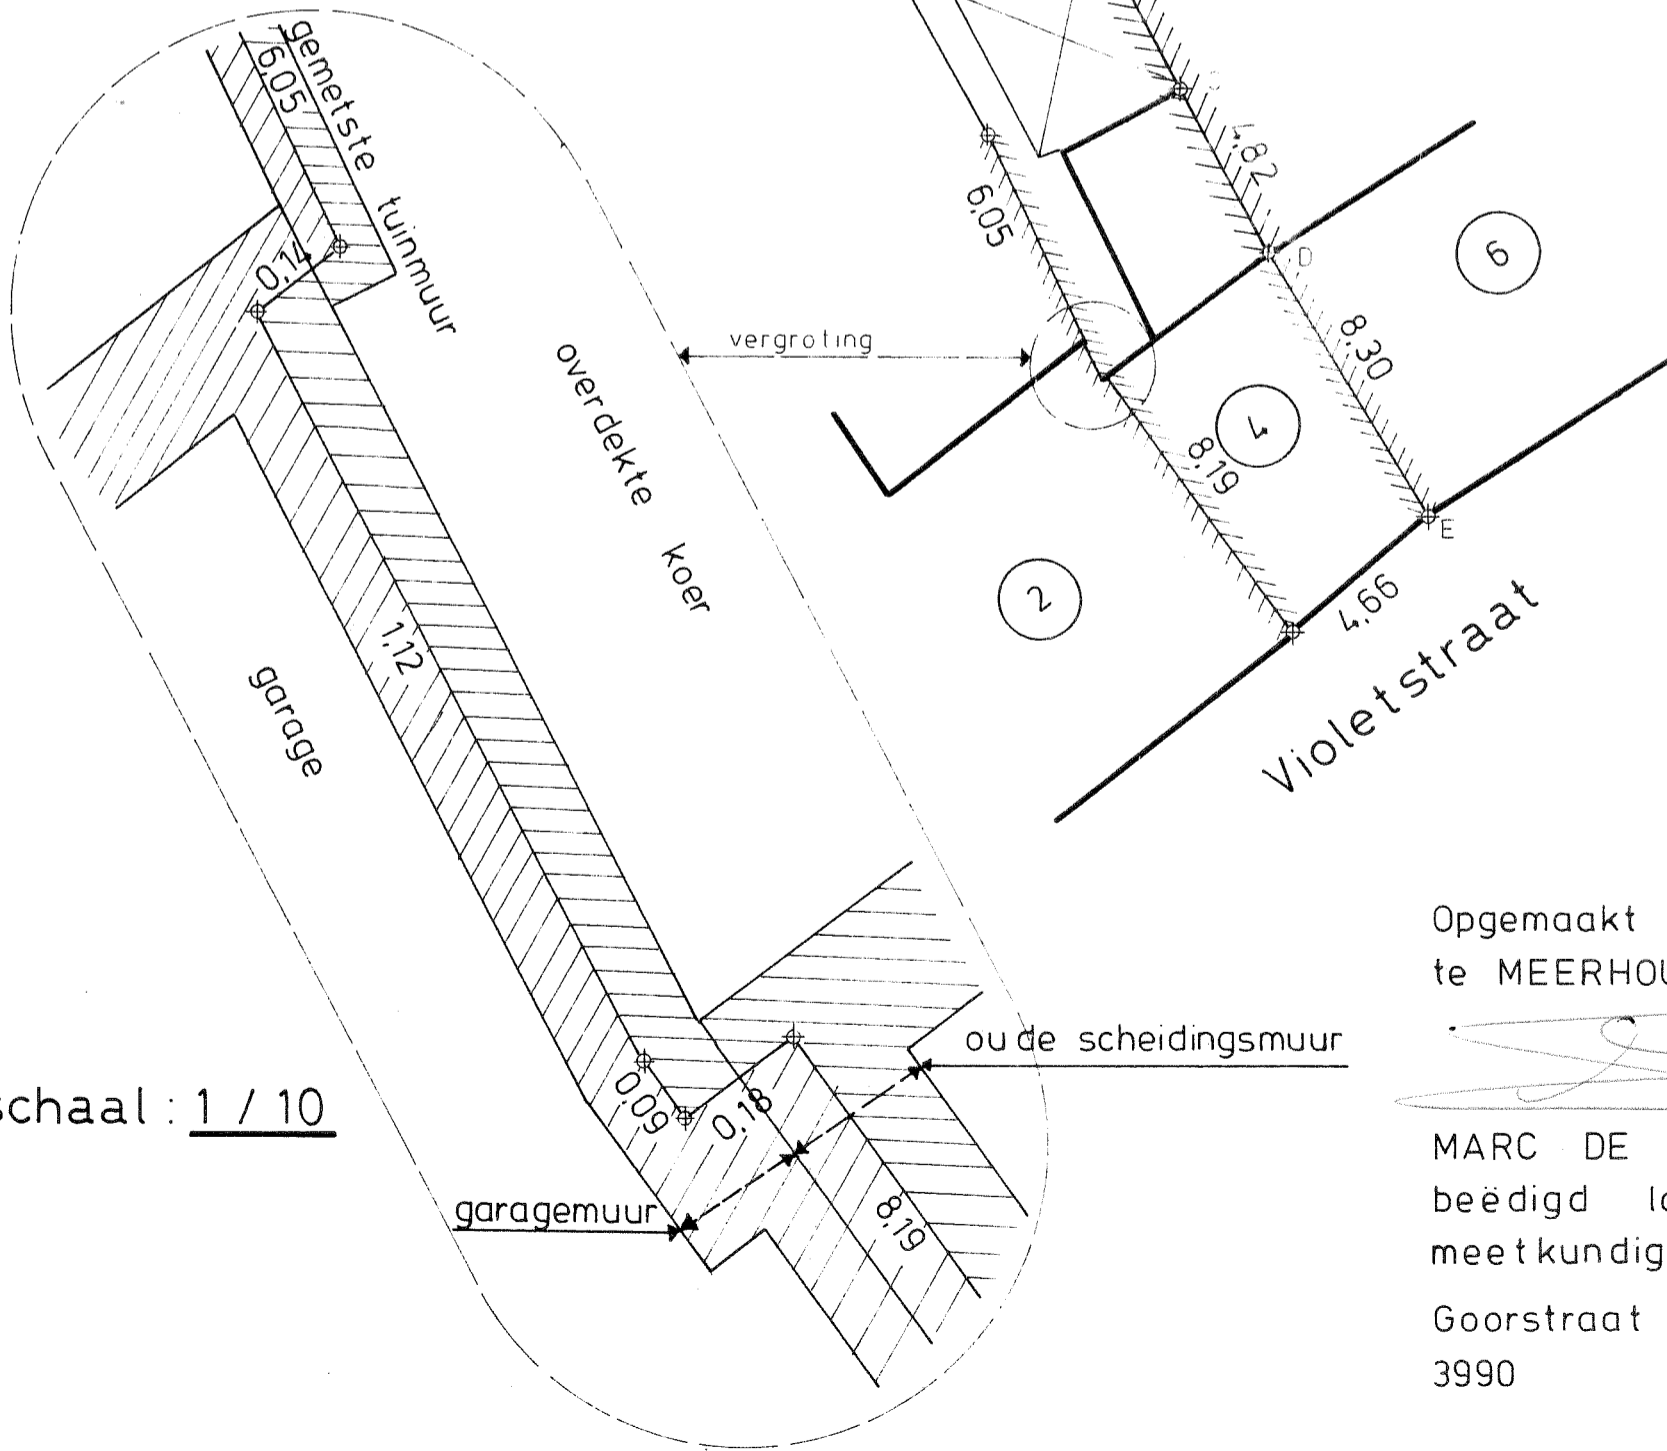 gemetste tuinmuur
6,05
0,14
overdekte koer
1,12
garage
0,09
0,18
8,19
garagemuur
oude scheidingsmuur
schaal : 1 / 10
vergroting
6,05
4,82
D
8,30
8,19
E
4,66
2
4
6
Violetstraat
Opgemaakt
te MEERHOU
MARC DE
beëdigd
meetkundig
Goorstraat
3990